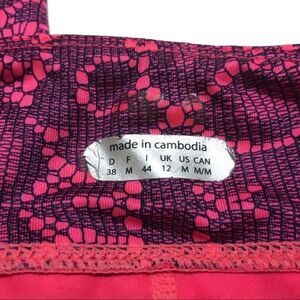 made in cambodia
D F I UK US CAN
38 M 44 12 M M/M